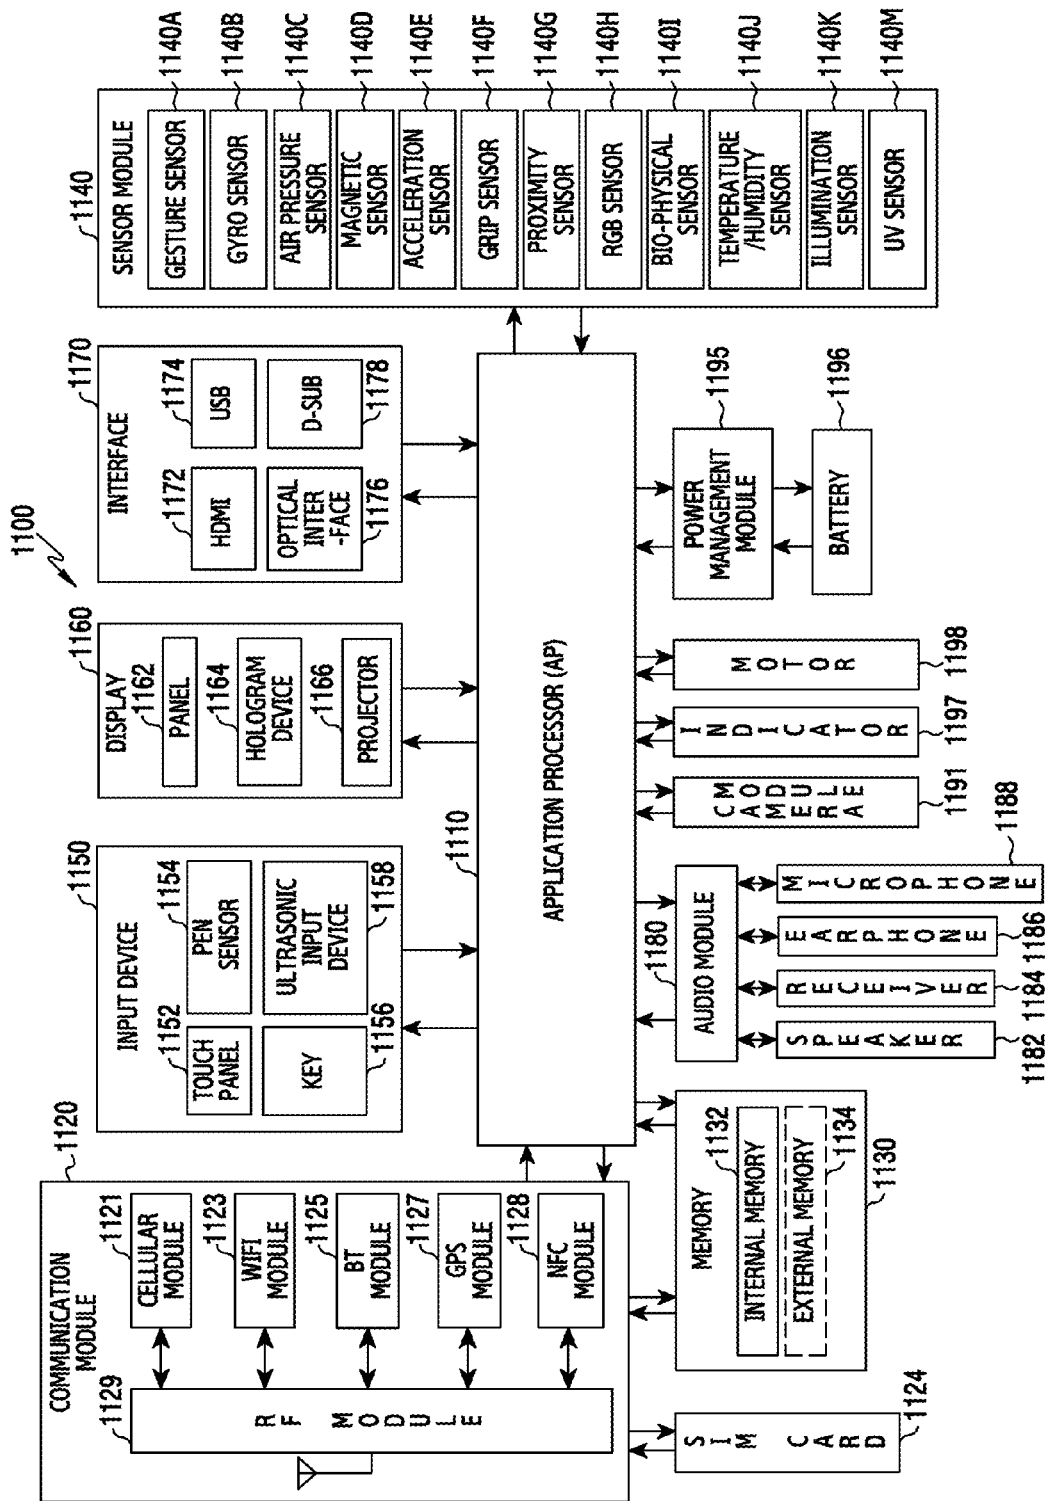 1100
1120
COMMUNICATION
MODULE
1129
RF MODULE
1121
CELLULAR
MODULE
1123
WIFI
MODULE
1125
BT
MODULE
1127
GPS
MODULE
1128
NFC
MODULE
1150
INPUT DEVICE
1152
TOUCH
PANEL
1154
PEN
SENSOR
KEY
1156
ULTRASONIC
INPUT
DEVICE
1158
1160
DISPLAY
1162
PANEL
1164
HOLOGRAM
DEVICE
1166
PROJECTOR
1170
INTERFACE
1172
HDMI
1174
USB
OPTICAL
INTER
-FACE
1176
D-SUB
1178
1140
SENSOR MODULE
GESTURE SENSOR
1140A
GYRO SENSOR
1140B
AIR PRESSURE
SENSOR
1140C
MAGNETIC
SENSOR
1140D
ACCELERATION
SENSOR
1140E
GRIP SENSOR
1140F
PROXIMITY
SENSOR
1140G
RGB SENSOR
1140H
BIO-PHYSICAL
SENSOR
1140I
TEMPERATURE
/HUMIDITY
SENSOR
1140J
ILLUMINATION
SENSOR
1140K
UV SENSOR
1140M
1110
APPLICATION PROCESSOR (AP)
SIM CARD
1124
MEMORY
1132
INTERNAL MEMORY
EXTERNAL MEMORY
1134
1130
1180
AUDIO MODULE
SPEAKER
1182
RECEIVER
1184
EARPHONE
1186
MICROPHONE
1188
CAMERA
MODULE
1191
INDICATOR
1197
MOTOR
1198
POWER
MANAGEMENT
MODULE
1195
BATTERY
1196